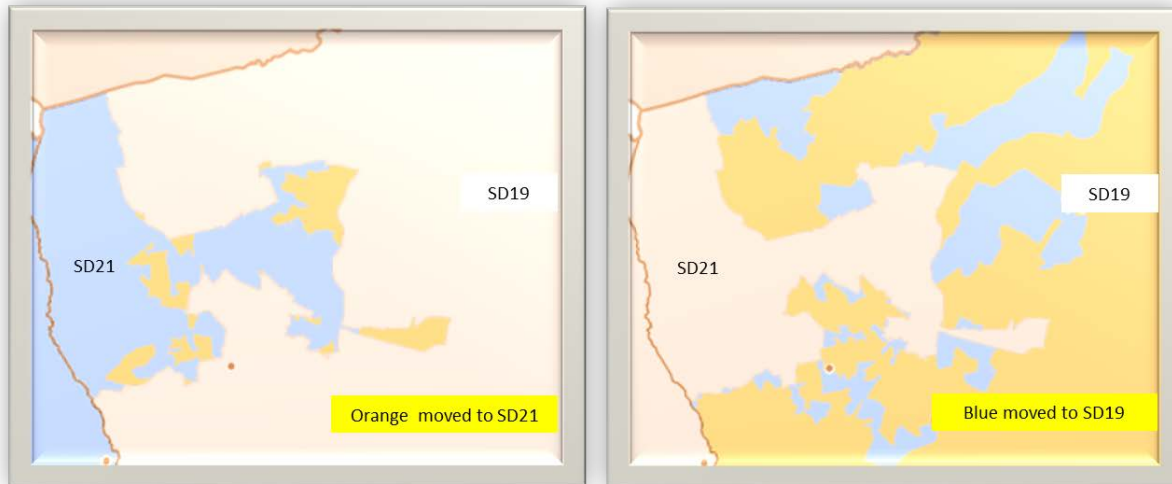 SD19
SD21
Orange moved to SD21
SD19
SD21
Blue moved to SD19